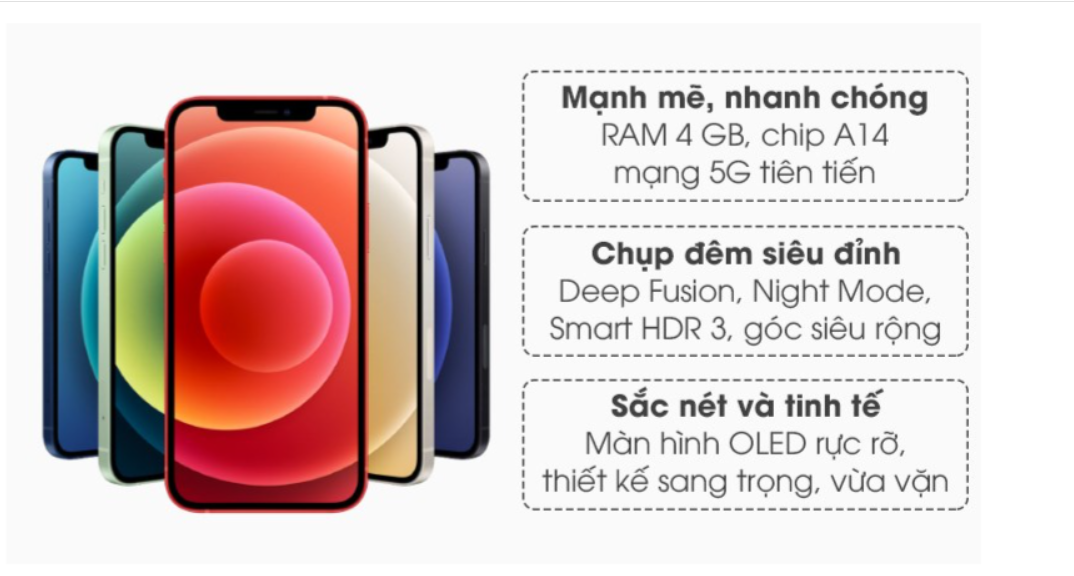 Mạnh mẽ, nhanh chóng
RAM 4 GB, chip A14
mạng 5G tiên tiến
Chụp đêm siêu đỉnh
Deep Fusion, Night Mode,
Smart HDR 3, góc siêu rộng
Sắc nét và tinh tế
Màn hình OLED rực rỡ,
thiết kế sang trọng, vừa vặn